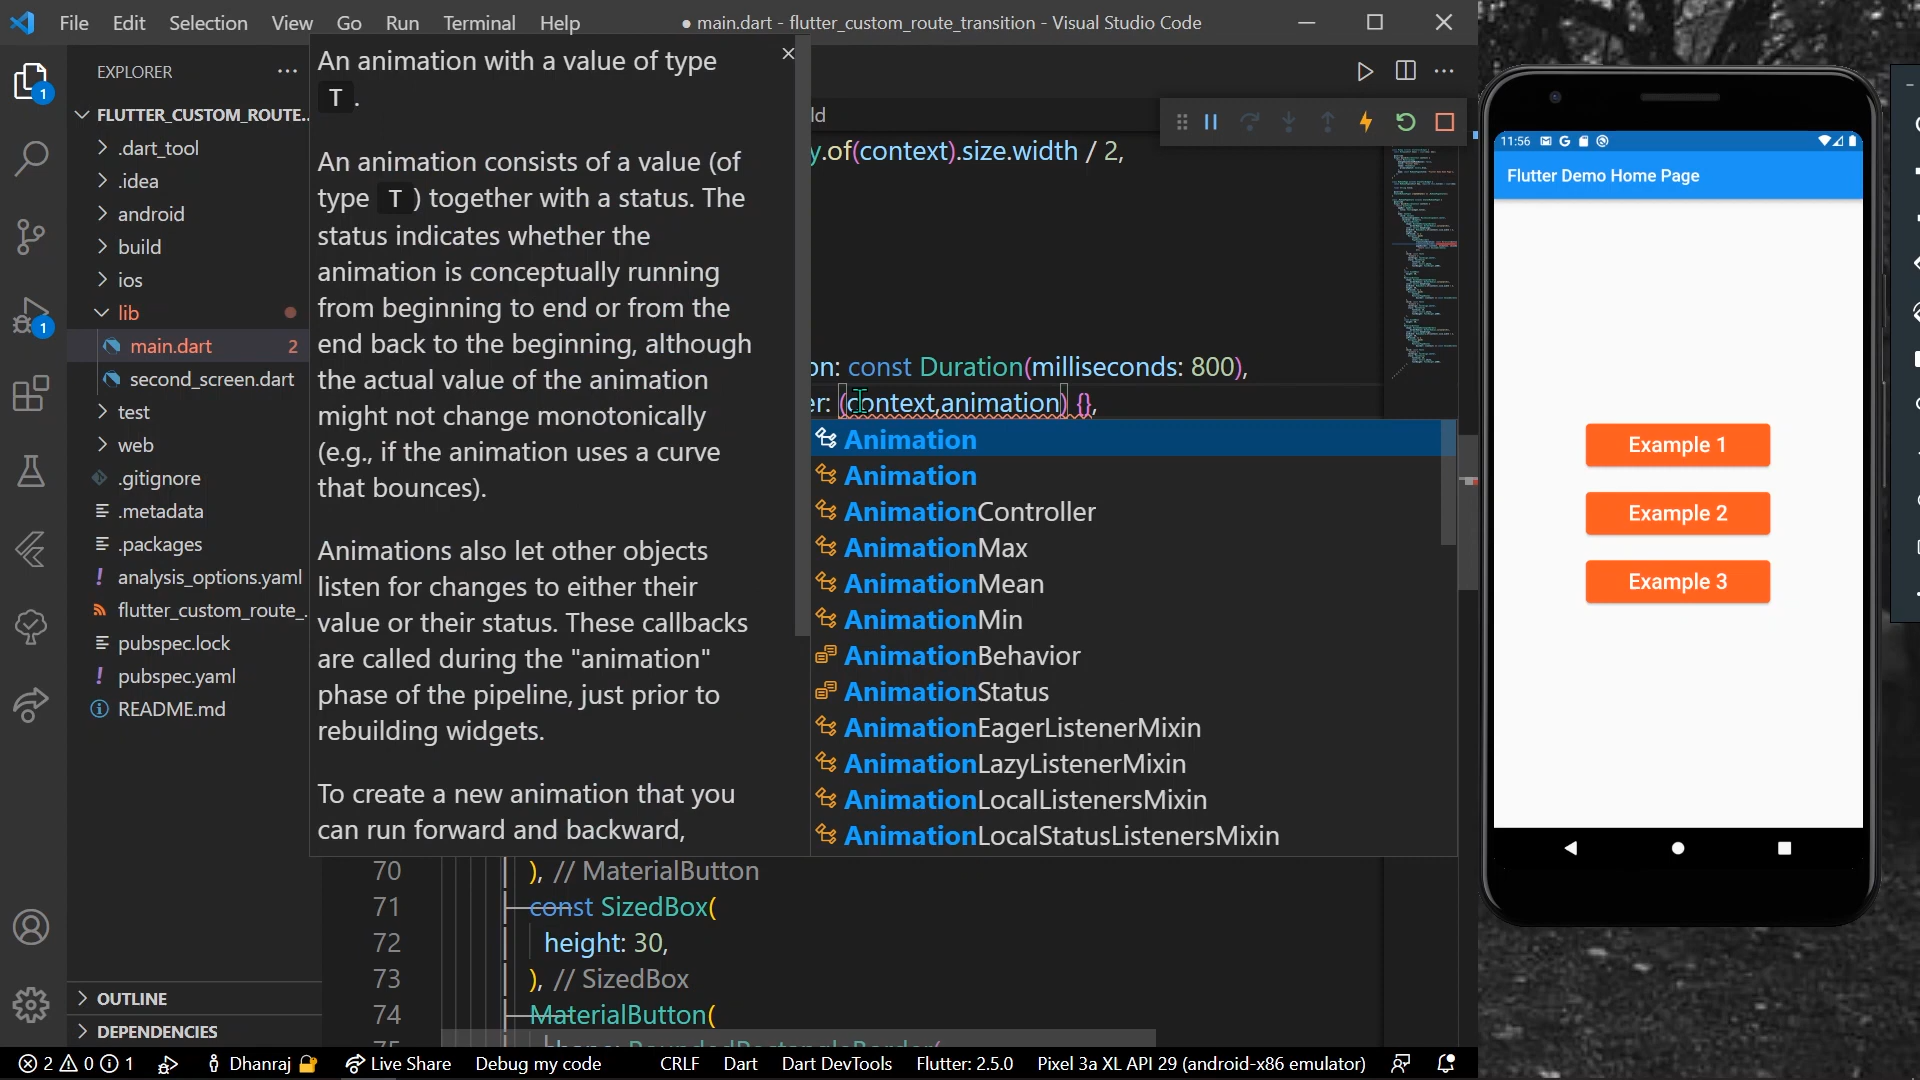 File Edit Selection View Go Run Terminal Help
● main.dart - flutter_custom_route_transition - Visual Studio Code
EXPLORER
FLUTTER_CUSTOM_ROUTE...
.dart_tool
.idea
android
build
ios
lib
main.dart 2
second_screen.dart
test
web
.gitignore
.metadata
.packages
analysis_options.yaml
flutter_custom_route_.
pubspec.lock
pubspec.yaml
README.md
OUTLINE
DEPENDENCIES
1
1
An animation with a value of type
T .
An animation consists of a value (of
type T ) together with a status. The
status indicates whether the
animation is conceptually running
from beginning to end or from the
end back to the beginning, although
the actual value of the animation
might not change monotonically
(e.g., if the animation uses a curve
that bounces).
Animations also let other objects
listen for changes to either their
value or their status. These callbacks
are called during the "animation"
phase of the pipeline, just prior to
rebuilding widgets.
To create a new animation that you
can run forward and backward,
ld
y.of(context).size.width / 2,
on: const Duration(milliseconds: 800),
er: (context,animation) {},
Animation
Animation
AnimationController
AnimationMax
AnimationMean
AnimationMin
AnimationBehavior
AnimationStatus
AnimationEagerListenerMixin
AnimationLazyListenerMixin
AnimationLocalListenersMixin
AnimationLocalStatusListenersMixin
70 ), // MaterialButton
71 const SizedBox(
72 height: 30,
73 ), // SizedBox
74 MaterialButton(
2 0 1 Dhanraj Live Share Debug my code CRLF Dart Dart DevTools Flutter: 2.5.0 Pixel 3a XL API 29 (android-x86 emulator)
11:56
Flutter Demo Home Page
Example 1
Example 2
Example 3